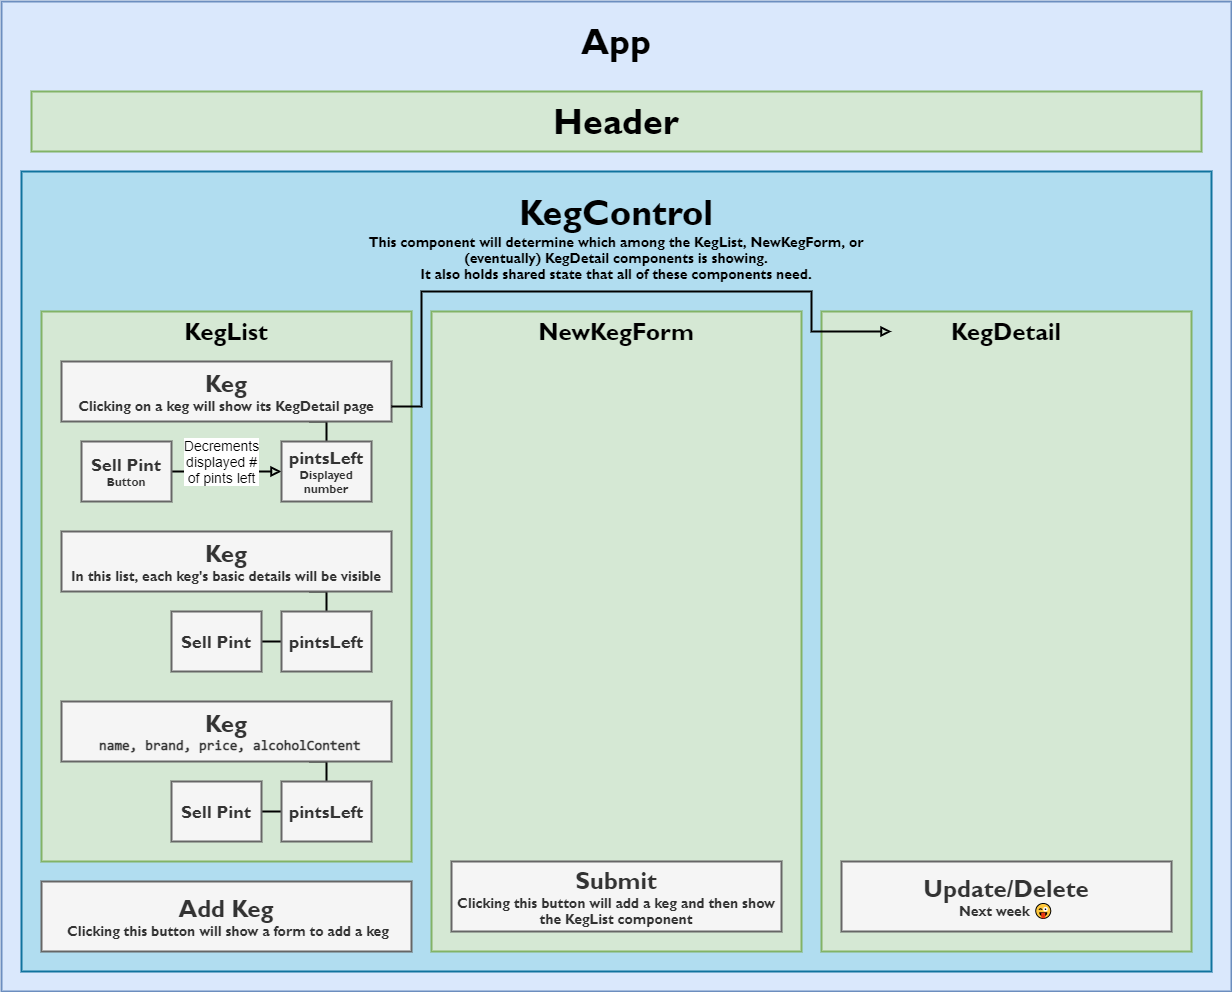 App
Header
KegControl
This component will determine which among the KegList, NewKegForm, or
(eventually) KegDetail components is showing.
It also holds shared state that all of these components need.
KegList
Keg
Clicking on a keg will show its KegDetail page
Sell Pint
Button
Decrements
displayed #
of pints left
pintsLeft
Displayed
number
Keg
In this list, each keg's basic details will be visible
Sell Pint
pintsLeft
Keg
name, brand, price, alcoholContent
Sell Pint
pintsLeft
Add Keg
Clicking this button will show a form to add a keg
NewKegForm
Submit
Clicking this button will add a keg and then show
the KegList component
KegDetail
Update/Delete
Next week 😜